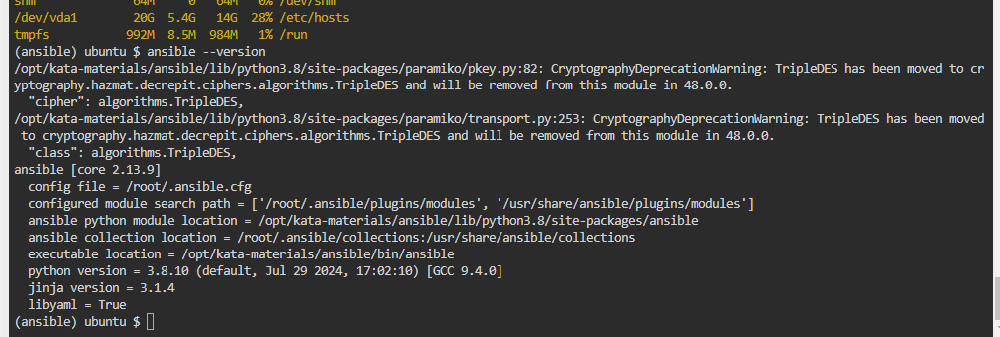 shm 64M 0 64M 0% /dev/shm
/dev/vda1 20G 5.4G 14G 28% /etc/hosts
tmpfs 992M 8.5M 984M 1% /run
(ansible) ubuntu $ ansible --version
/opt/kata-materials/ansible/lib/python3.8/site-packages/paramiko/pkey.py:82: CryptographyDeprecationWarning: TripleDES has been moved to cr
yptography.hazmat.decrepit.ciphers.algorithms.TripleDES and will be removed from this module in 48.0.0.
  "cipher": algorithms.TripleDES,
/opt/kata-materials/ansible/lib/python3.8/site-packages/paramiko/transport.py:253: CryptographyDeprecationWarning: TripleDES has been moved
 to cryptography.hazmat.decrepit.ciphers.algorithms.TripleDES and will be removed from this module in 48.0.0.
  "class": algorithms.TripleDES,
ansible [core 2.13.9]
  config file = /root/.ansible.cfg
  configured module search path = ['/root/.ansible/plugins/modules', '/usr/share/ansible/plugins/modules']
  ansible python module location = /opt/kata-materials/ansible/lib/python3.8/site-packages/ansible
  ansible collection location = /root/.ansible/collections:/usr/share/ansible/collections
  executable location = /opt/kata-materials/ansible/bin/ansible
  python version = 3.8.10 (default, Jul 29 2024, 17:02:10) [GCC 9.4.0]
  jinja version = 3.1.4
  libyaml = True
(ansible) ubuntu $